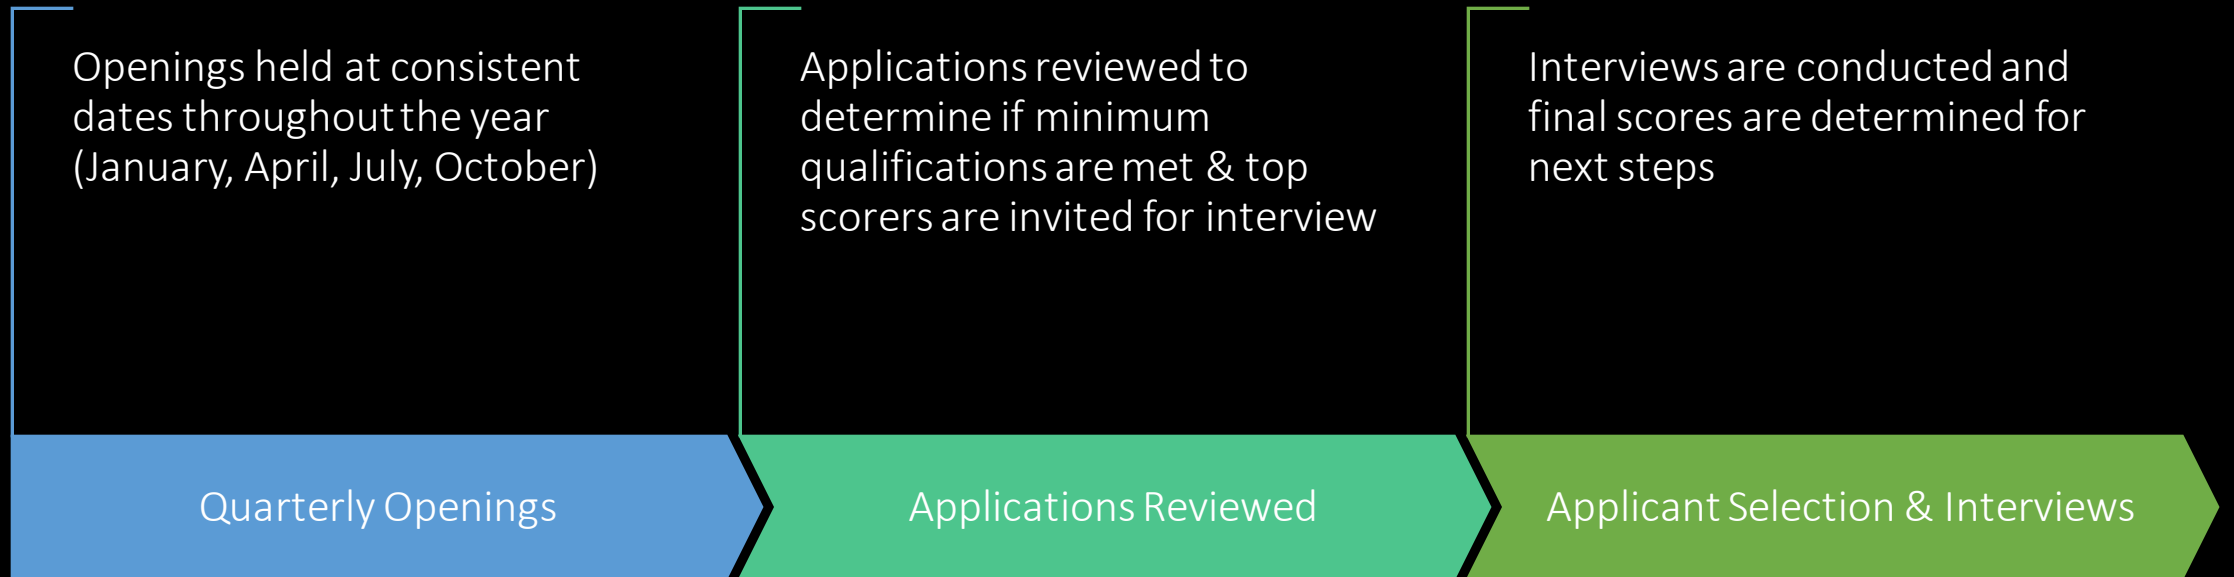 Openings held at consistent
dates throughout the year
(January, April, July, October)
Applications reviewed to
determine if minimum
qualifications are met & top
scorers are invited for interview
Interviews are conducted and
final scores are determined for
next steps
Quarterly Openings
Applications Reviewed
Applicant Selection & Interviews